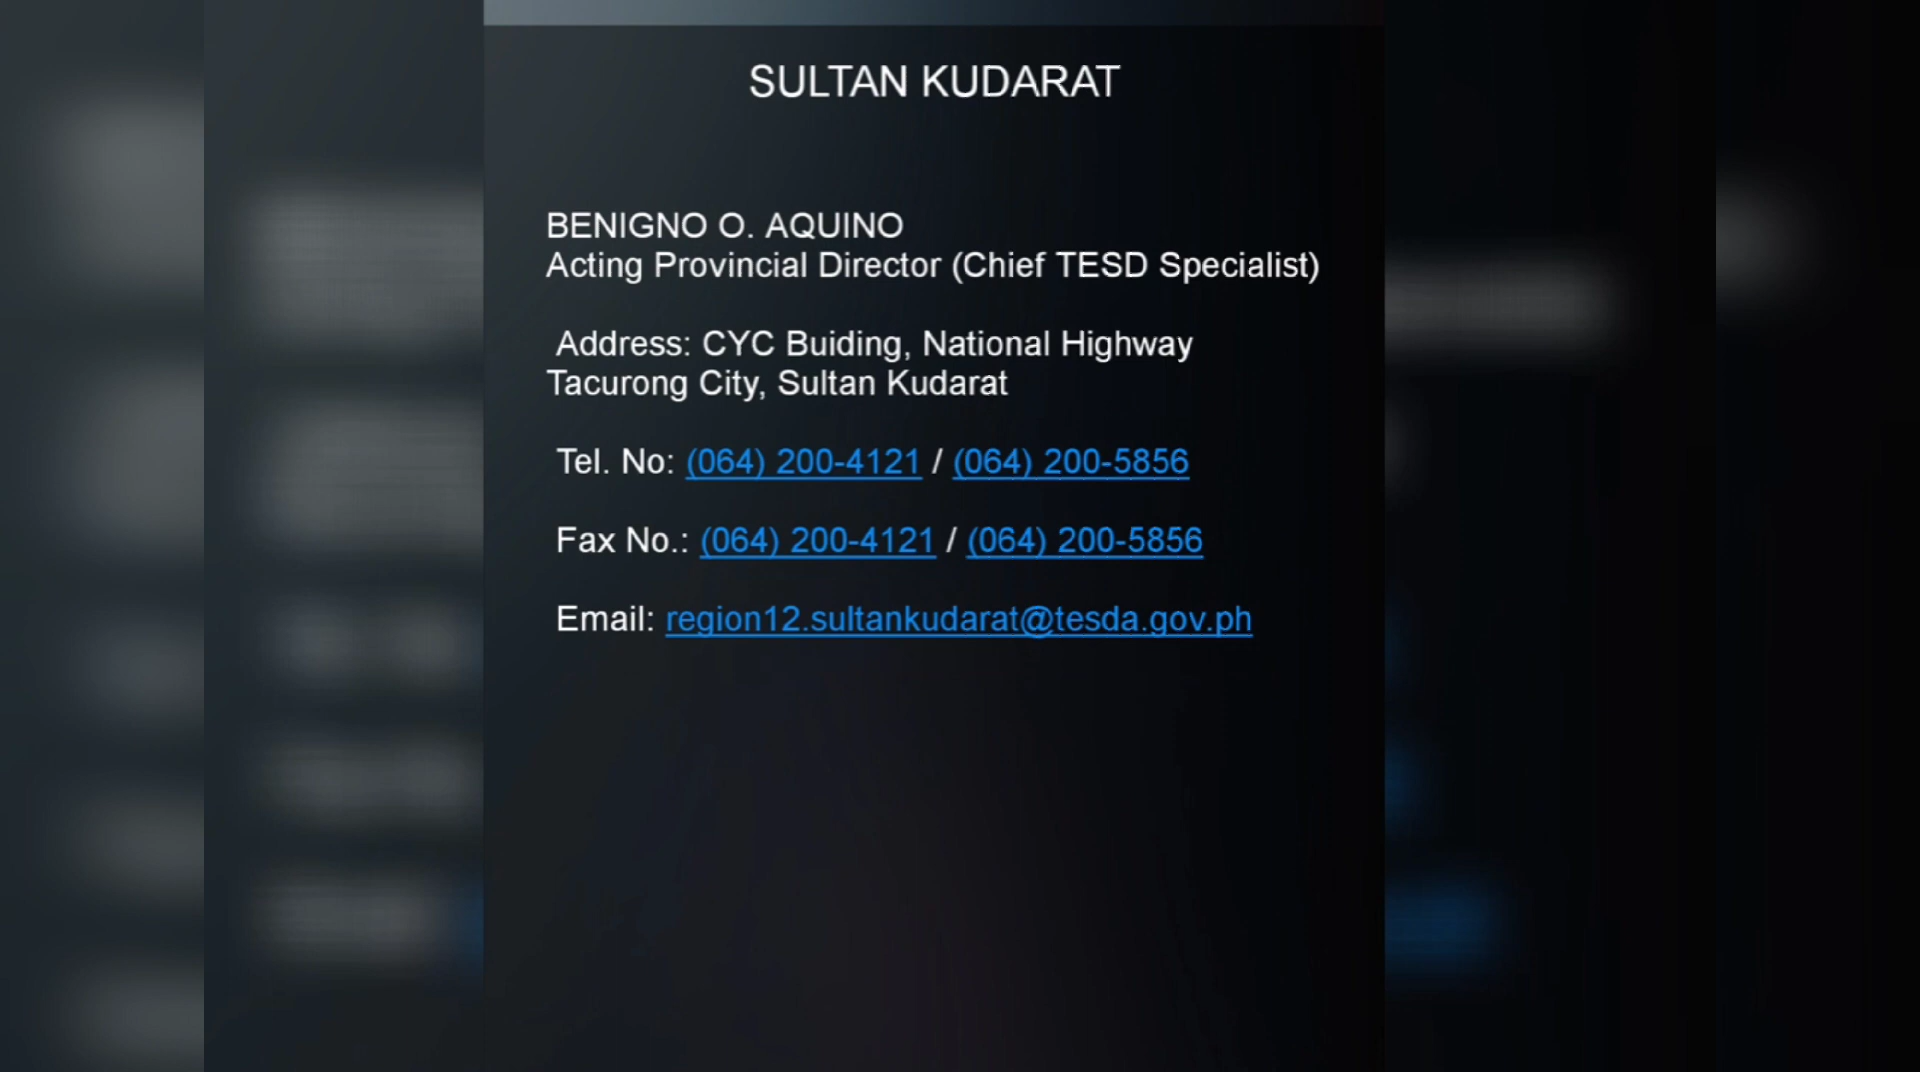 SULTAN KUDARAT
BENIGNO O. AQUINO
Acting Provincial Director (Chief TESD Specialist)
Address: CYC Buiding, National Highway
Tacurong City, Sultan Kudarat
Tel. No: (064) 200-4121 / (064) 200-5856
Fax No.: (064) 200-4121 / (064) 200-5856
Email: region12.sultankudarat@tesda.gov.ph